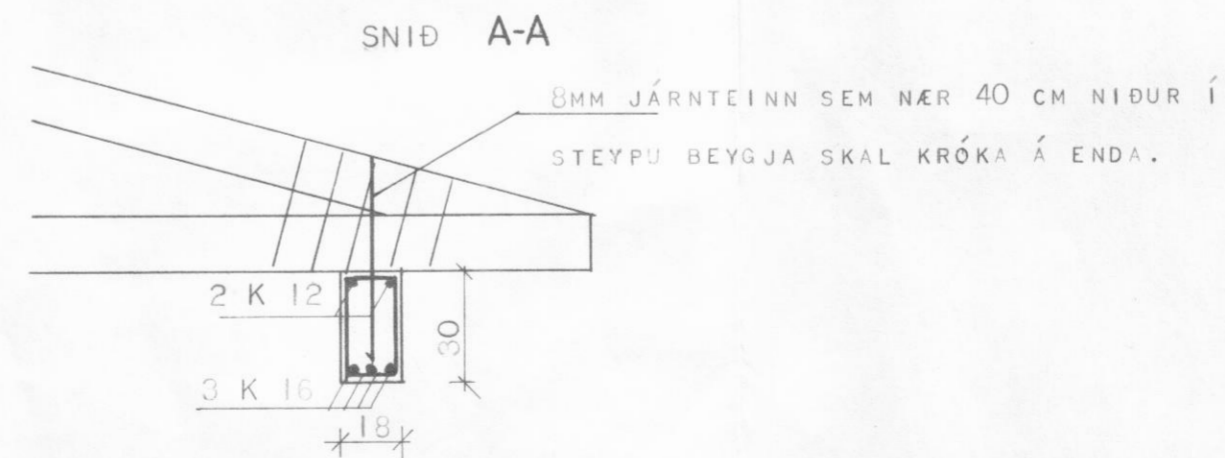 SNIÐ A-A
8MM JÁRNTEINN SEM NÆR 40 CM NIÐUR Í
STEYPU BEYGJA SKAL KRÓKA Á ENDA.
2 K 12
30
3 K 16
18